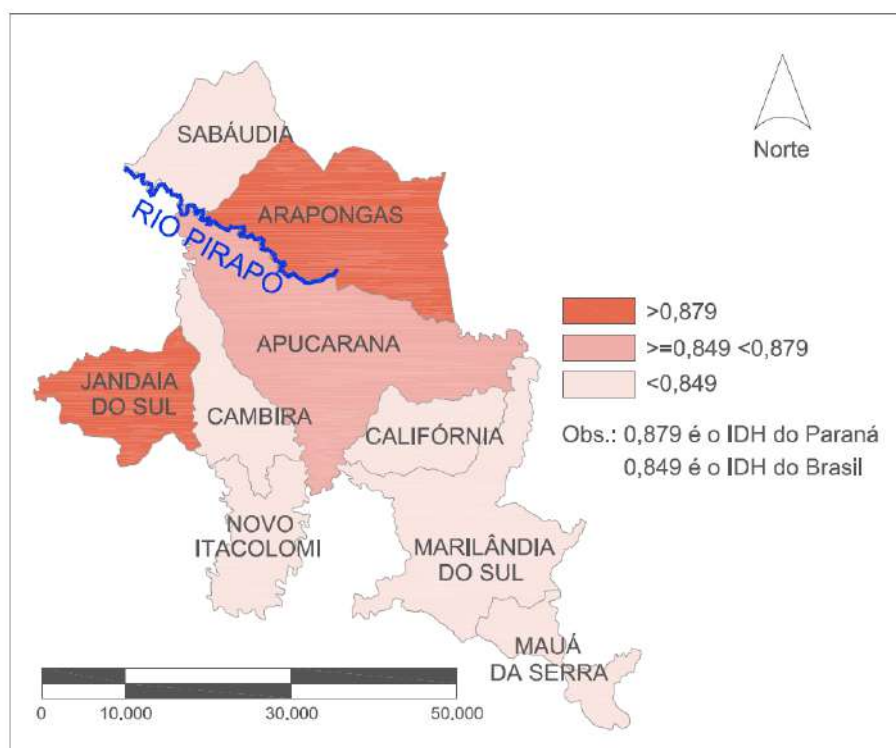 SABÁUDIA
Norte
ARAPONGAS
RIO PIRAPÓ
>0,879
>=0,849 <0,879
<0,849
APUCARANA
JANDAIA
DO SUL
CAMBIRA
CALIFÓRNIA
Obs.: 0,879 é o IDH do Paraná
0,849 é o IDH do Brasil
NOVO
ITACOLOMI
MARILÂNDIA
DO SUL
MAUÁ
DA SERRA
0 10.000 30.000 50.000